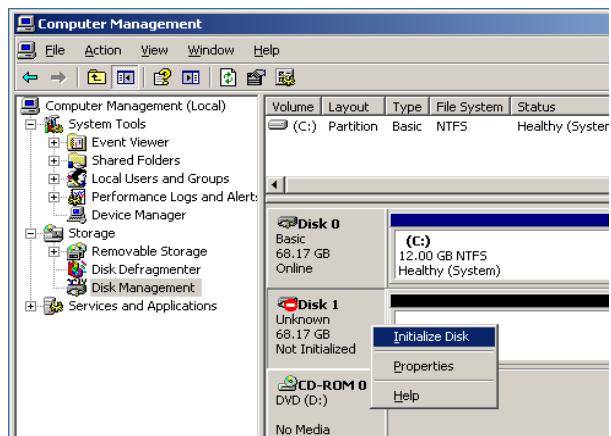 Computer Management
File Action View Window Help
Computer Management (Local)
System Tools
Event Viewer
Shared Folders
Local Users and Groups
Performance Logs and Alert
Device Manager
Storage
Removable Storage
Disk Defragmenter
Disk Management
Services and Applications
Volume Layout Type File System Status
(C:) Partition Basic NTFS Healthy (System
Disk 0
Basic
68.17 GB
Online
(C:)
12.00 GB NTFS
Healthy (System)
Disk 1
Unknown
68.17 GB
Not Initialized
Initialize Disk
Properties
Help
CD-ROM 0
DVD (D:)
No Media